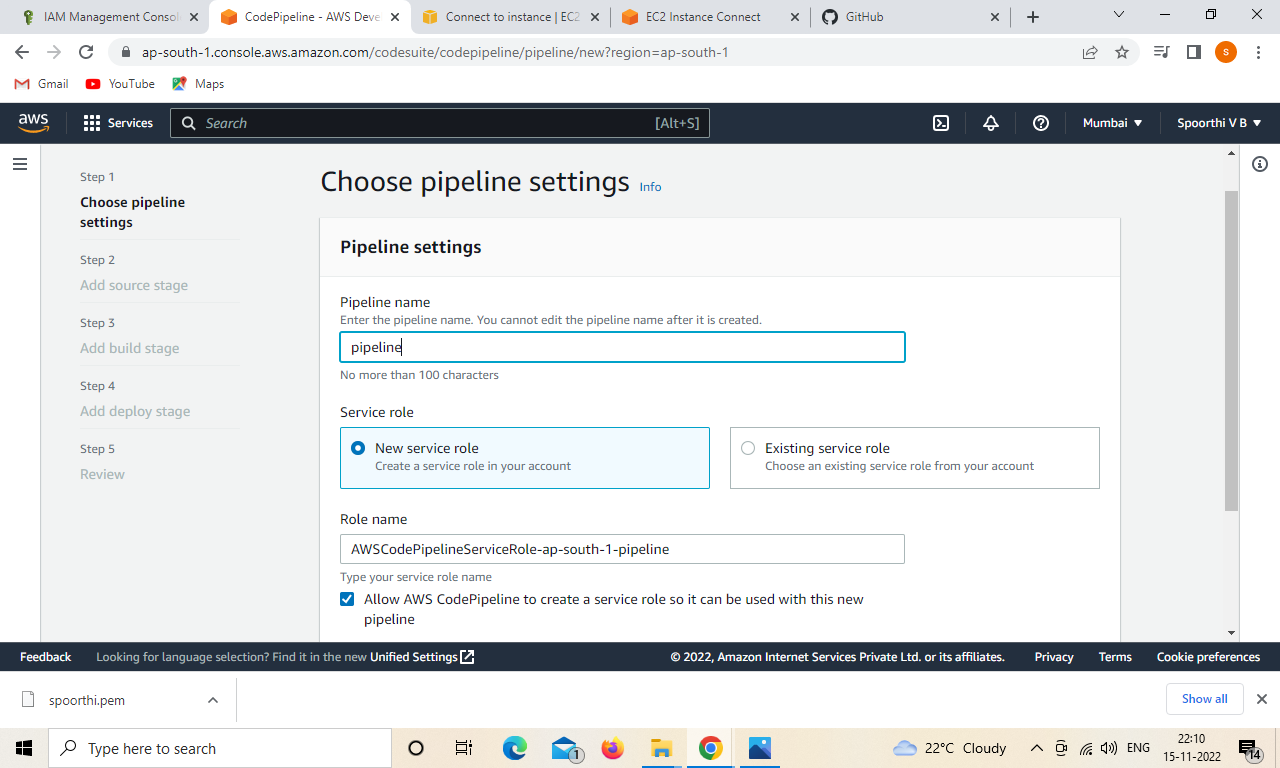 IAM Management Consol
CodePipeline - AWS Deve
Connect to instance | EC2
EC2 Instance Connect
GitHub
ap-south-1.console.aws.amazon.com/codesuite/codepipeline/pipeline/new?region=ap-south-1
s
Gmail
YouTube
Maps
aws
Services
Search
[Alt+S]
Mumbai
Spoorthi V B
Step 1
Choose pipeline
settings
Step 2
Add source stage
Step 3
Add build stage
Step 4
Add deploy stage
Step 5
Review
Choose pipeline settings Info
Pipeline settings
Pipeline name
Enter the pipeline name. You cannot edit the pipeline name after it is created.
pipeline
No more than 100 characters
Service role
New service role
Create a service role in your account
Existing service role
Choose an existing service role from your account
Role name
AWSCodePipelineServiceRole-ap-south-1-pipeline
Type your service role name
Allow AWS CodePipeline to create a service role so it can be used with this new
pipeline
Feedback
Looking for language selection? Find it in the new Unified Settings
© 2022, Amazon Internet Services Private Ltd. or its affiliates.
Privacy
Terms
Cookie preferences
spoorthi.pem
Show all
Type here to search
1
22°C Cloudy
ENG
22:10
15-11-2022
14